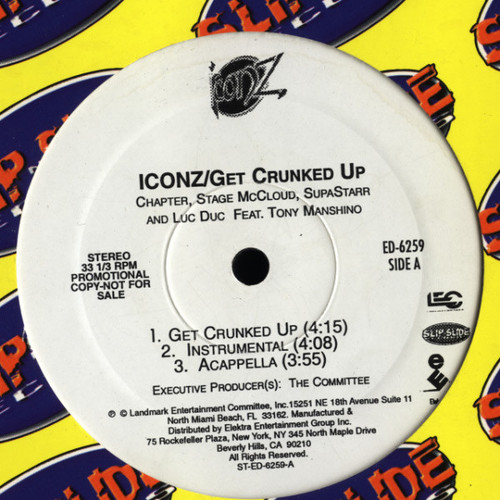 iconz
ICONZ/GET CRUNKED UP
CHAPTER, STAGE MCCLOUD, SUPASTARR
AND LUC DUC FEAT. TONY MANSHINO
STEREO
33 1/3 RPM
PROMOTIONAL
COPY-NOT FOR
SALE
ED-6259
SIDE A
LEC
SLIP.SLIDE
1. GET CRUNKED UP (4:15)
2. INSTRUMENTAL (4:08)
3. ACAPPELLA (3:55)
EXECUTIVE PRODUCER(S): THE COMMITTEE
℗ © Landmark Entertainment Committee, Inc.15251 NE 18th Avenue Suite 11
North Miami Beach, FL 33162. Manufactured &
Distributed by Elektra Entertainment Group Inc.
75 Rockefeller Plaza, New York, NY 345 North Maple Drive
Beverly Hills, CA 90210
All Rights Reserved.
ST-ED-6259-A
SLIDE
SLIP
SLIDE